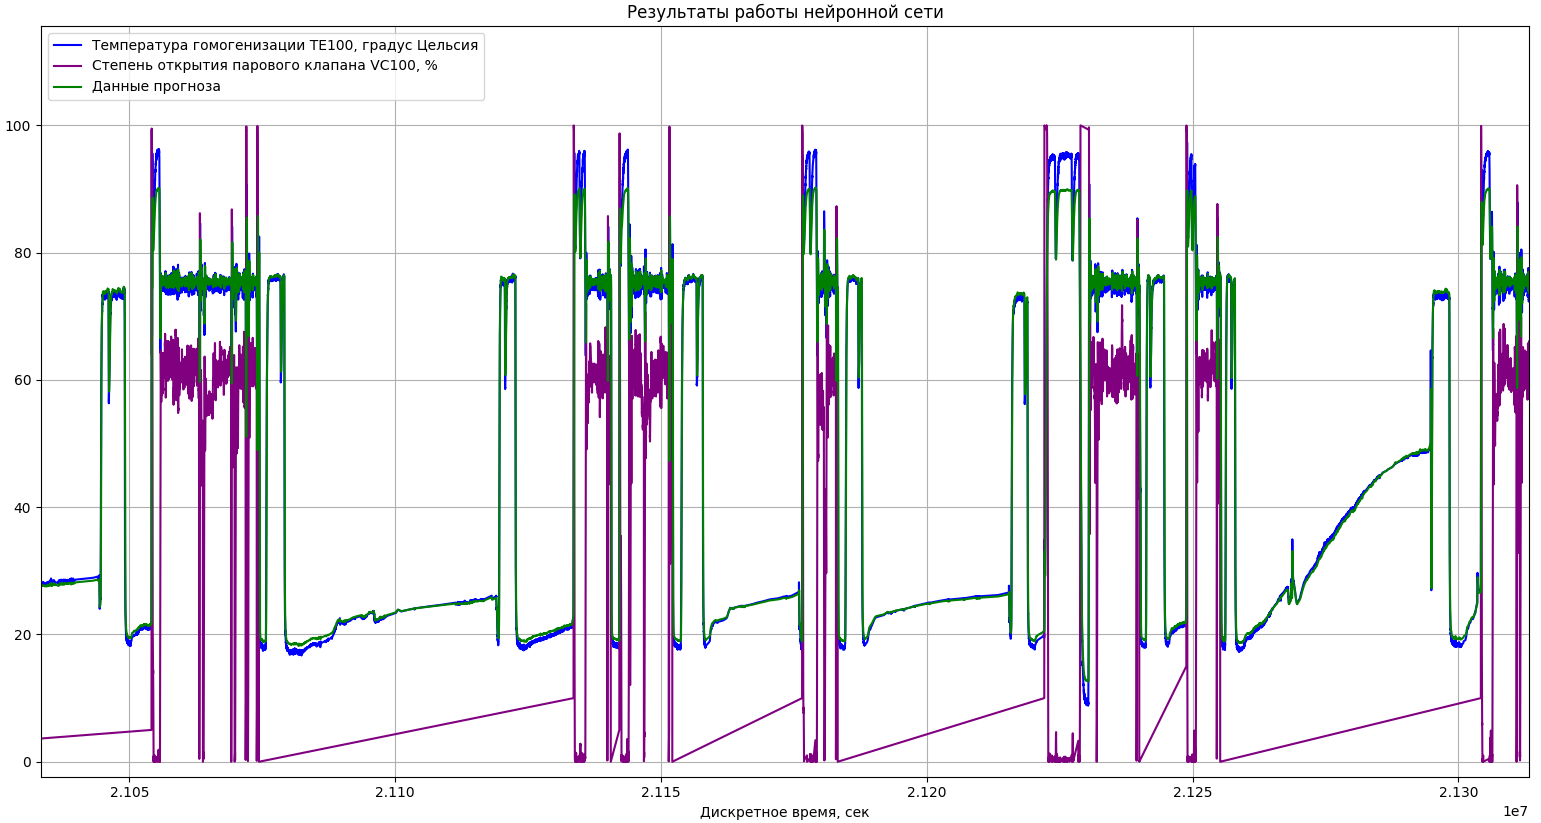 Результаты работы нейронной сети
Температура гомогенизации TE100, градус Цельсия
Степень открытия парового клапана VC100, %
Данные прогноза
100
80
60
40
20
0
2.105 2.110 2.115 2.120 2.125 2.130
1e7
Дискретное время, сек